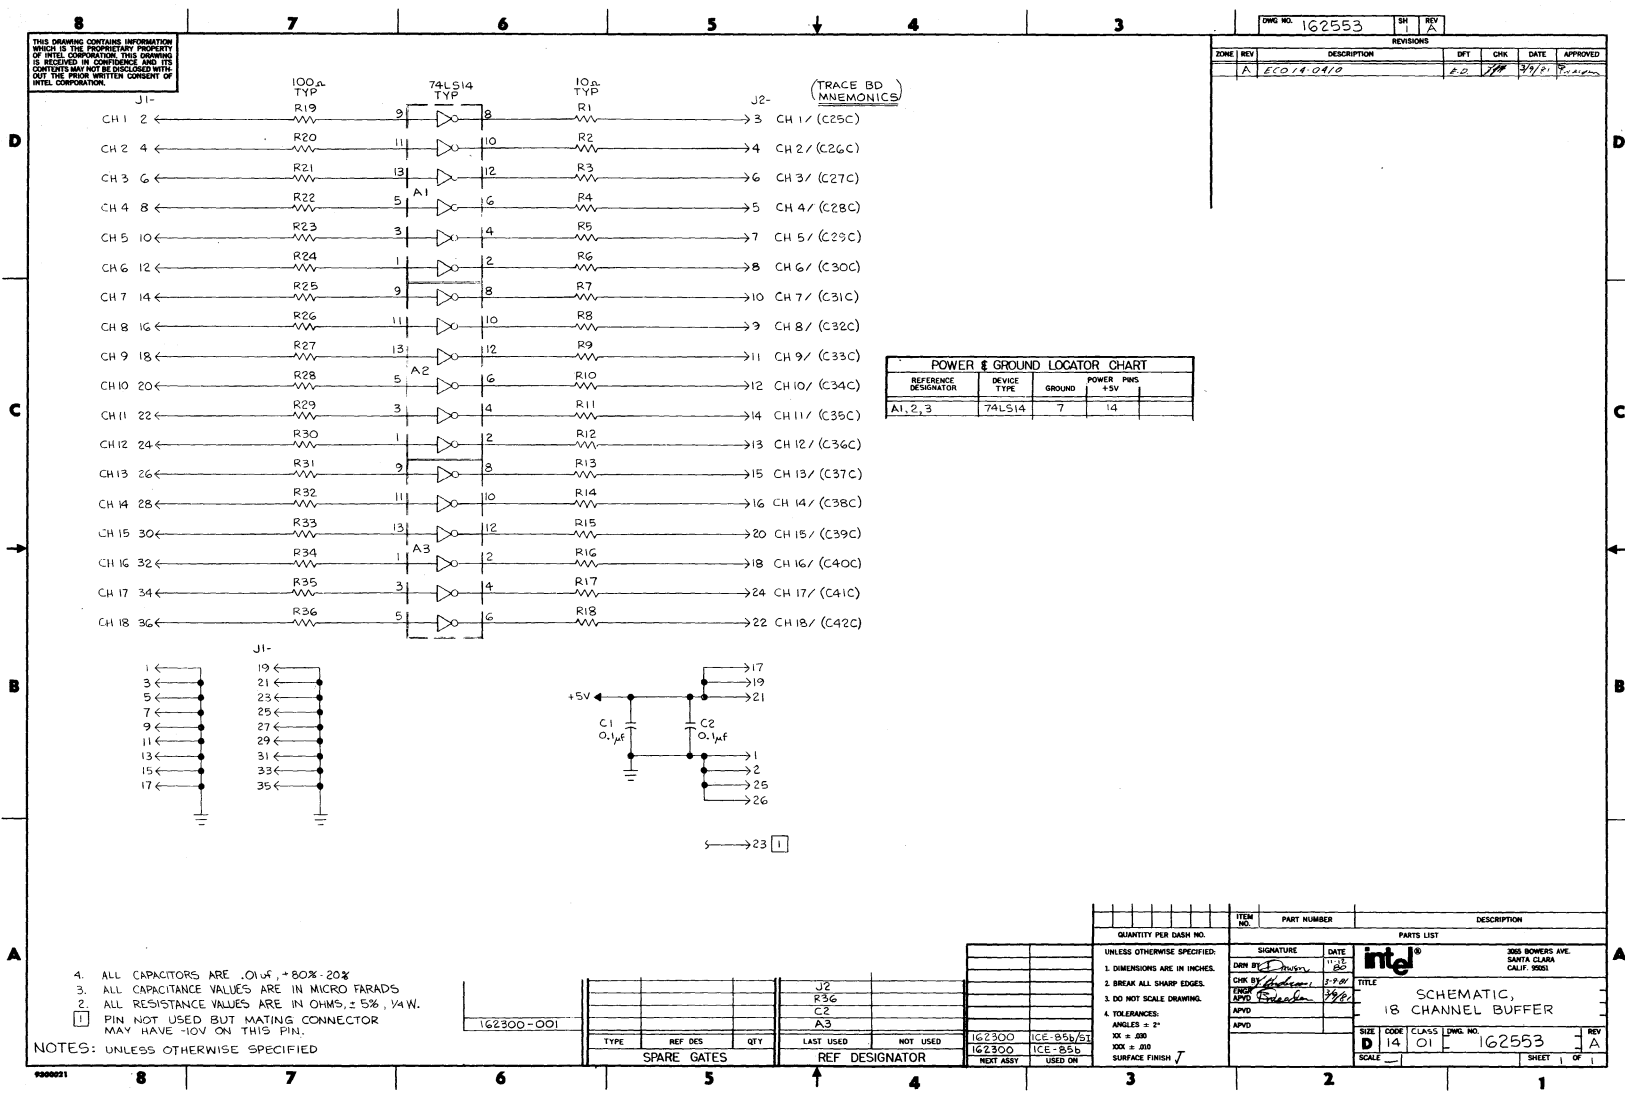 8 7 6 5 4 3
DWG NO. 162553 SH 1 REV A
THIS DRAWING CONTAINS INFORMATION
WHICH IS THE PROPRIETARY PROPERTY
OF INTEL CORPORATION. THIS DRAWING
IS RECEIVED IN CONFIDENCE AND ITS
CONTENTS MAY NOT BE DISCLOSED WITH-
OUT THE PRIOR WRITTEN CONSENT OF
INTEL CORPORATION.
REVISIONS
ZONE REV DESCRIPTION DFT CHK DATE APPROVED
A ECO 14-0410 E.D. 3/9/81
100Ω TYP
74LS14 TYP
10Ω TYP
(TRACE BD MNEMONICS)
J1- J2-
CH 1 2 R19 9 8 R1 3 CH 1/ (C25C)
CH 2 4 R20 11 10 R2 4 CH 2/ (C26C)
CH 3 6 R21 13 12 R3 6 CH 3/ (C27C)
A1
CH 4 8 R22 5 6 R4 5 CH 4/ (C28C)
CH 5 10 R23 3 4 R5 7 CH 5/ (C29C)
CH 6 12 R24 1 2 R6 8 CH 6/ (C30C)
CH 7 14 R25 9 8 R7 10 CH 7/ (C31C)
CH 8 16 R26 11 10 R8 9 CH 8/ (C32C)
CH 9 18 R27 13 12 R9 11 CH 9/ (C33C)
A2
CH 10 20 R28 5 6 R10 12 CH 10/ (C34C)
CH 11 22 R29 3 4 R11 14 CH 11/ (C35C)
CH 12 24 R30 1 2 R12 13 CH 12/ (C36C)
CH 13 26 R31 9 8 R13 15 CH 13/ (C37C)
CH 14 28 R32 11 10 R14 16 CH 14/ (C38C)
CH 15 30 R33 13 12 R15 20 CH 15/ (C39C)
A3
CH 16 32 R34 1 2 R16 18 CH 16/ (C40C)
CH 17 34 R35 3 4 R17 24 CH 17/ (C41C)
CH 18 36 R36 5 6 R18 22 CH 18/ (C42C)
POWER & GROUND LOCATOR CHART
REFERENCE DESIGNATOR DEVICE TYPE GROUND POWER PINS +5V
A1,2,3 74LS14 7 14
D D
C C
B B
A A
J1-
1 19
3 21
5 23
7 25
9 27
11 29
13 31
15 33
17 35
17
19
+5V 21
C1 0.1µf C2 0.1µf
1
2
25
26
23 1
4. ALL CAPACITORS ARE .01uf, +80%-20%
3. ALL CAPACITANCE VALUES ARE IN MICRO FARADS
2. ALL RESISTANCE VALUES ARE IN OHMS, ± 5%, 1/4 W.
1 PIN NOT USED BUT MATING CONNECTOR
MAY HAVE -10V ON THIS PIN.
NOTES: UNLESS OTHERWISE SPECIFIED
162300-001
TYPE REF DES QTY
SPARE GATES
J2
R36
C2
A3
LAST USED NOT USED
REF DESIGNATOR
162300 ICE-85b/SI
162300 ICE-85b
NEXT ASSY USED ON
QUANTITY PER DASH NO.
UNLESS OTHERWISE SPECIFIED:
1. DIMENSIONS ARE IN INCHES.
2. BREAK ALL SHARP EDGES.
3. DO NOT SCALE DRAWING.
4. TOLERANCES:
ANGLES ± 2°
XX ± .030
XXX ± .010
SURFACE FINISH √
ITEM NO. PART NUMBER DESCRIPTION
PARTS LIST
SIGNATURE DATE
DRN BY 11-12 80
CHK BY 3-9-81
ENGR APVD 3/9/81
APVD
APVD
intel®
3065 BOWERS AVE.
SANTA CLARA
CALIF. 95051
TITLE
SCHEMATIC,
18 CHANNEL BUFFER
SIZE D CODE 14 CLASS 01 DWG. NO. 162553 REV A
SCALE — SHEET 1 OF 1
9300021
8 7 6 5 4 3 2 1